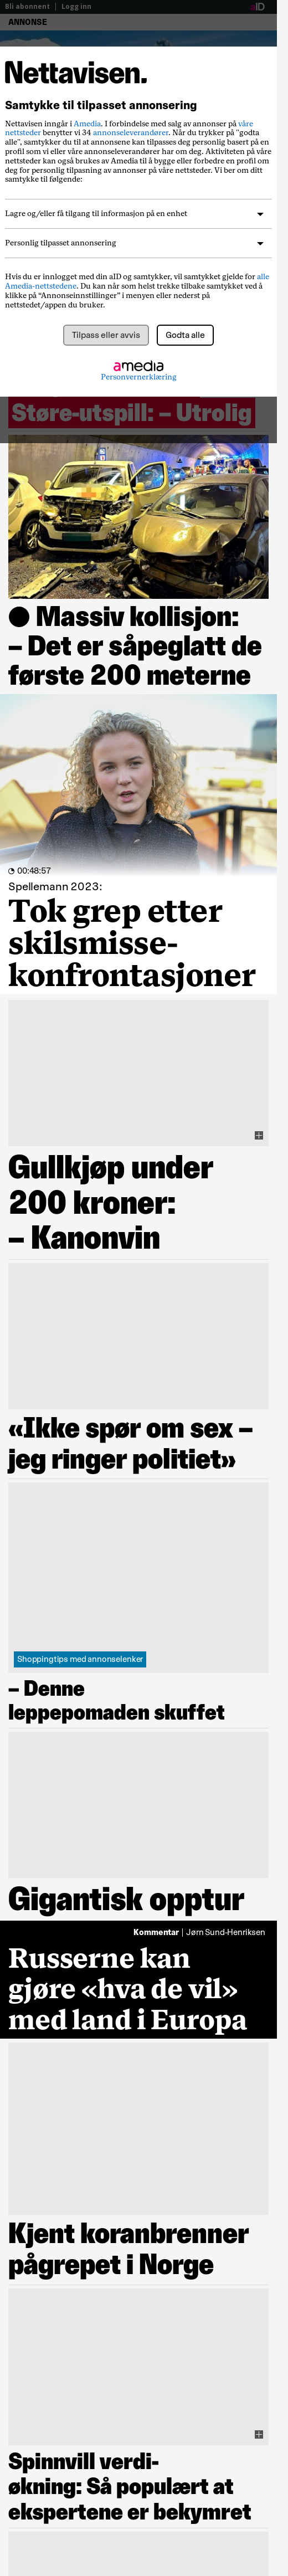 Bli abonnent | Logg inn
aID
ANNONSE
Nettavisen.
Samtykke til tilpasset annonsering
Nettavisen inngår i Amedia. I forbindelse med salg av annonser på våre
nettsteder benytter vi 34 annonseleverandører. Når du trykker på "godta
alle", samtykker du til at annonsene kan tilpasses deg personlig basert på en
profil som vi eller våre annonseleverandører har om deg. Aktiviteten på våre
nettsteder kan også brukes av Amedia til å bygge eller forbedre en profil om
deg for personlig tilpasning av annonser på våre nettsteder. Vi ber om ditt
samtykke til følgende:
Lagre og/eller få tilgang til informasjon på en enhet
Personlig tilpasset annonsering
Hvis du er innlogget med din aID og samtykker, vil samtykket gjelde for alle
Amedia-nettstedene. Du kan når som helst trekke tilbake samtykket ved å
klikke på “Annonseinnstillinger” i menyen eller nederst på
nettstedet/appen du bruker.
Tilpass eller avvis
Godta alle
amedia
Personvernerklæring
Støre-utspill: – Utrolig
Massiv kollisjon:
– Det er såpeglatt de
første 200 meterne
00:48:57
Spellemann 2023:
Tok grep etter
skilsmisse-
konfrontasjoner
Gullkjøp under
200 kroner:
– Kanonvin
«Ikke spør om sex –
jeg ringer politiet»
Shoppingtips med annonselenker
– Denne
leppepomaden skuffet
Gigantisk opptur
Kommentar | Jørn Sund-Henriksen
Russerne kan
gjøre «hva de vil»
med land i Europa
Kjent koranbrenner
pågrepet i Norge
Spinnvill verdi-
økning: Så populært at
ekspertene er bekymret